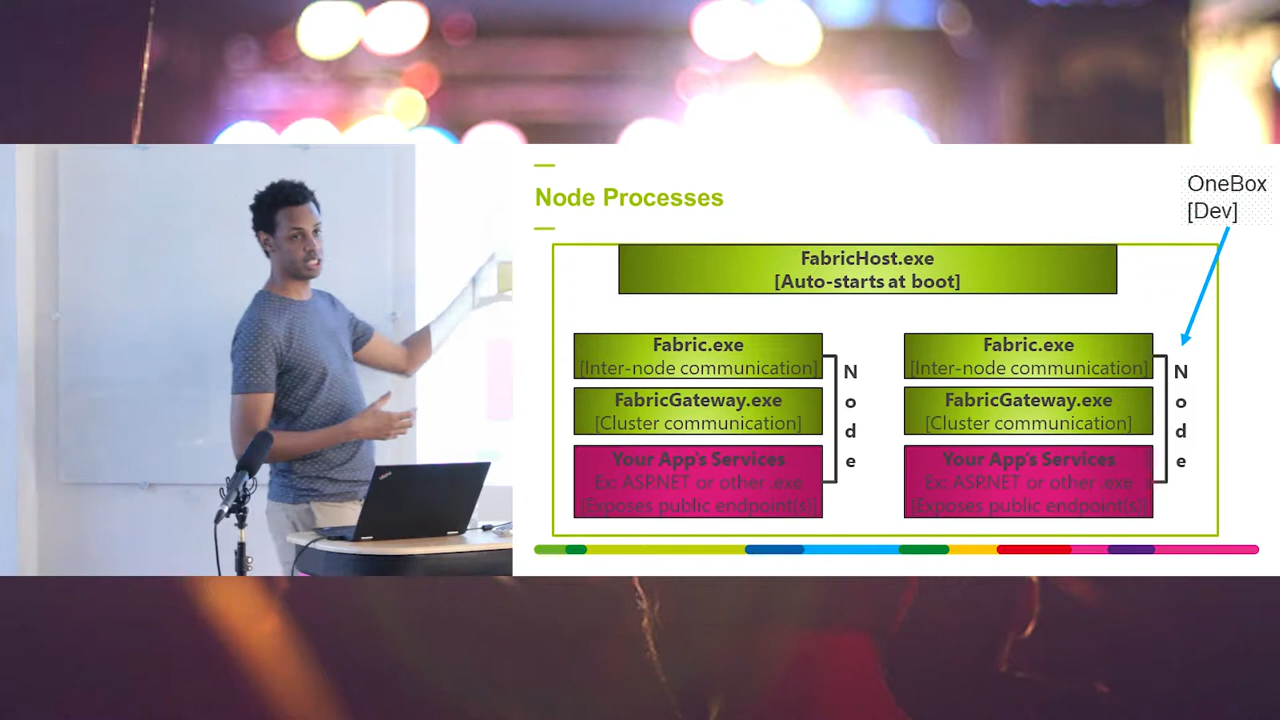 Node Processes
OneBox
[Dev]
FabricHost.exe
[Auto-starts at boot]
Fabric.exe
[Inter-node communication]
FabricGateway.exe
[Cluster communication]
Your App's Services
Ex: ASP.NET or other .exe
[Exposes public endpoint(s)]
Node
Fabric.exe
[Inter-node communication]
FabricGateway.exe
[Cluster communication]
Your App's Services
Ex: ASP.NET or other .exe
[Exposes public endpoint(s)]
Node